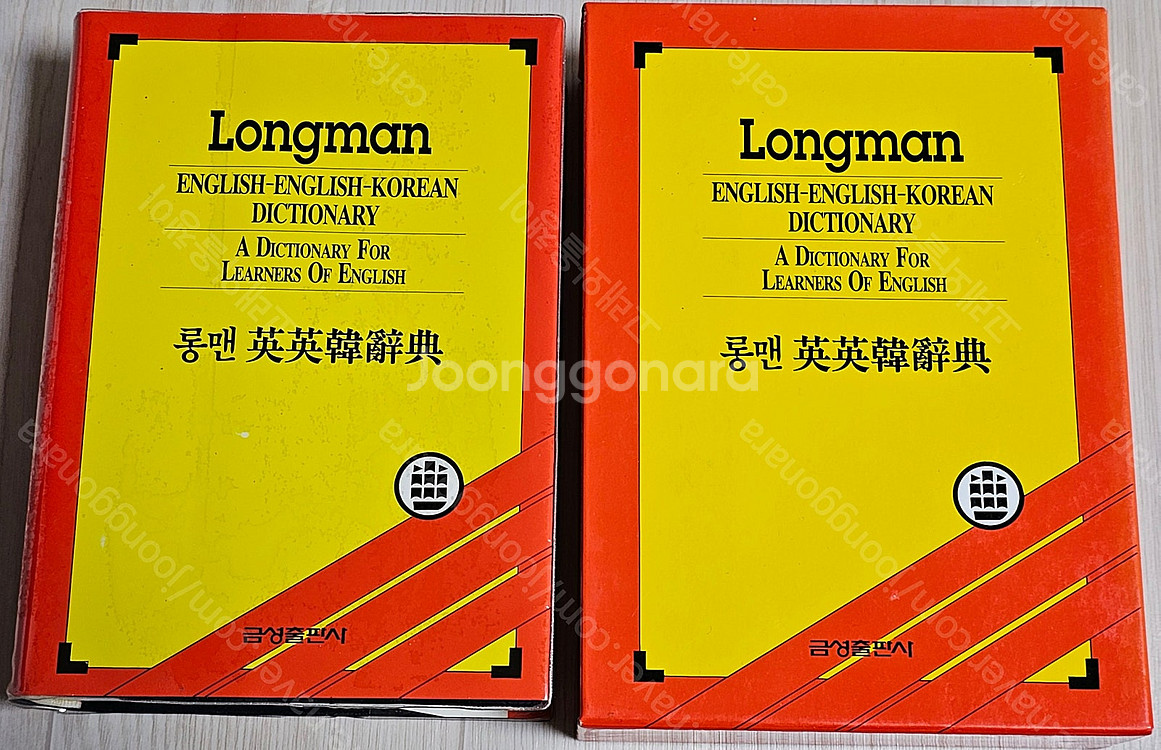 Longman
ENGLISH-ENGLISH-KOREAN
DICTIONARY
A DICTIONARY FOR
LEARNERS OF ENGLISH
롱맨 英英韓辭典
금성출판사
Longman
ENGLISH-ENGLISH-KOREAN
DICTIONARY
A DICTIONARY FOR
LEARNERS OF ENGLISH
롱맨 英英韓辭典
금성출판사
Joonggonara